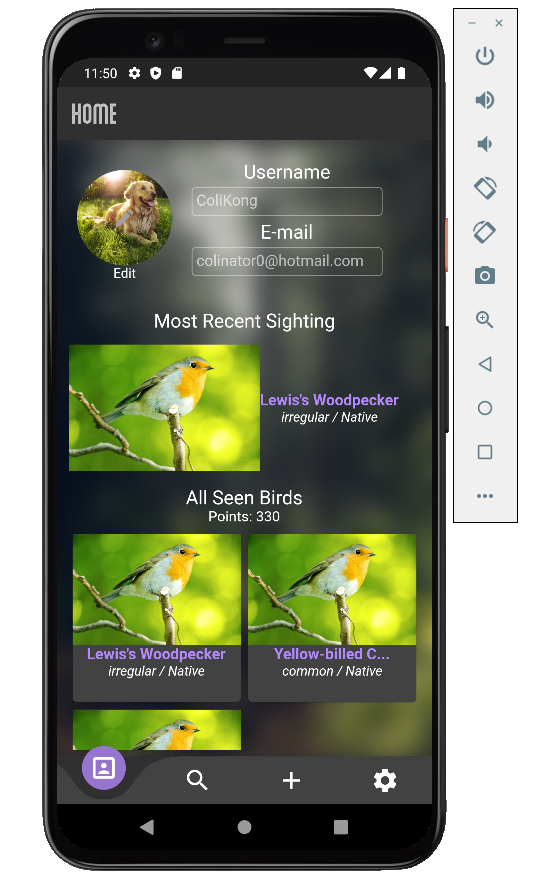 11:50
HOME
Username
ColiKong
E-mail
colinator0@hotmail.com
Edit
Most Recent Sighting
Lewis's Woodpecker
irregular / Native
All Seen Birds
Points: 330
Lewis's Woodpecker
irregular / Native
Yellow-billed C...
common / Native